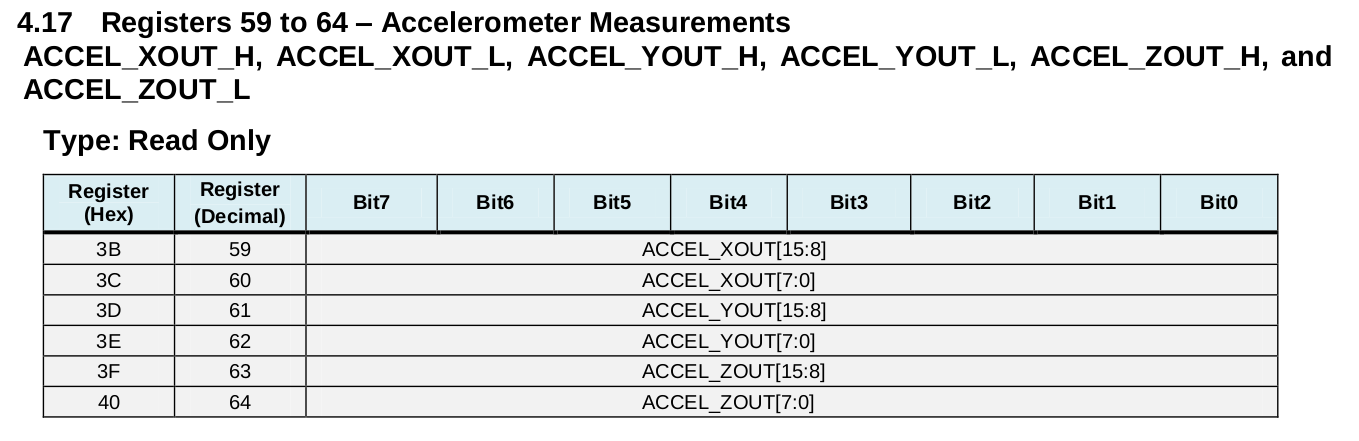 4.17 Registers 59 to 64 – Accelerometer Measurements
ACCEL_XOUT_H, ACCEL_XOUT_L, ACCEL_YOUT_H, ACCEL_YOUT_L, ACCEL_ZOUT_H, and
ACCEL_ZOUT_L
Type: Read Only
Register (Hex) Register (Decimal) Bit7 Bit6 Bit5 Bit4 Bit3 Bit2 Bit1 Bit0
3B 59 ACCEL_XOUT[15:8]
3C 60 ACCEL_XOUT[7:0]
3D 61 ACCEL_YOUT[15:8]
3E 62 ACCEL_YOUT[7:0]
3F 63 ACCEL_ZOUT[15:8]
40 64 ACCEL_ZOUT[7:0]